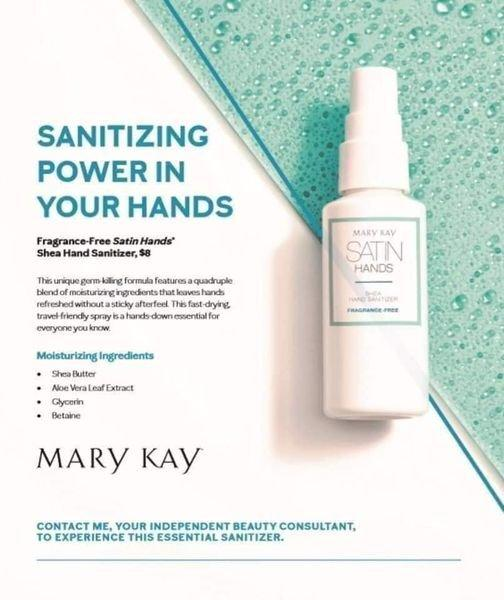 SANITIZING
POWER IN
YOUR HANDS
Fragrance-Free Satin Hands®
Shea Hand Sanitizer, $8
This unique germ-killing formula features a quadruple
blend of moisturizing ingredients that leaves hands
refreshed without a sticky afterfeel. This fast-drying,
travel-friendly spray is a hands-down essential for
everyone you know.
Moisturizing Ingredients
• Shea Butter
• Aloe Vera Leaf Extract
• Glycerin
• Betaine
MARY KAY
CONTACT ME, YOUR INDEPENDENT BEAUTY CONSULTANT,
TO EXPERIENCE THIS ESSENTIAL SANITIZER.
MARY KAY
SATIN
HANDS
SHEA
HAND SANITIZER
FRAGRANCE-FREE